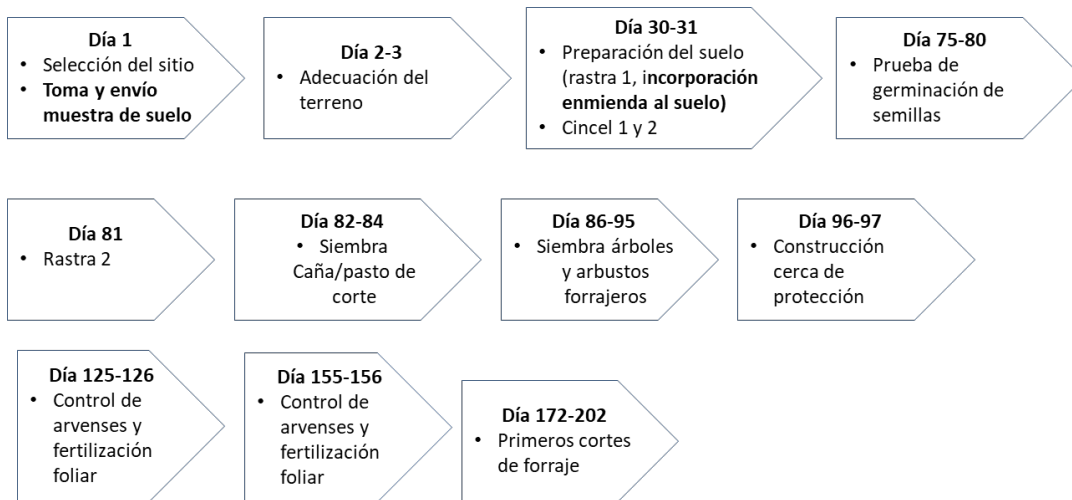 Día 1
• Selección del sitio
• Toma y envío
muestra de suelo
Día 2-3
• Adecuación del
terreno
Día 30-31
• Preparación del suelo
(rastra 1, incorporación
enmienda al suelo)
• Cincel 1 y 2
Día 75-80
• Prueba de
germinación de
semillas
Día 81
• Rastra 2
Día 82-84
• Siembra
Caña/pasto de
corte
Día 86-95
• Siembra árboles
y arbustos
forrajeros
Día 96-97
• Construcción
cerca de
protección
Día 125-126
• Control de
arvenses y
fertilización
foliar
Día 155-156
• Control de
arvenses y
fertilización
foliar
Día 172-202
• Primeros cortes
de forraje